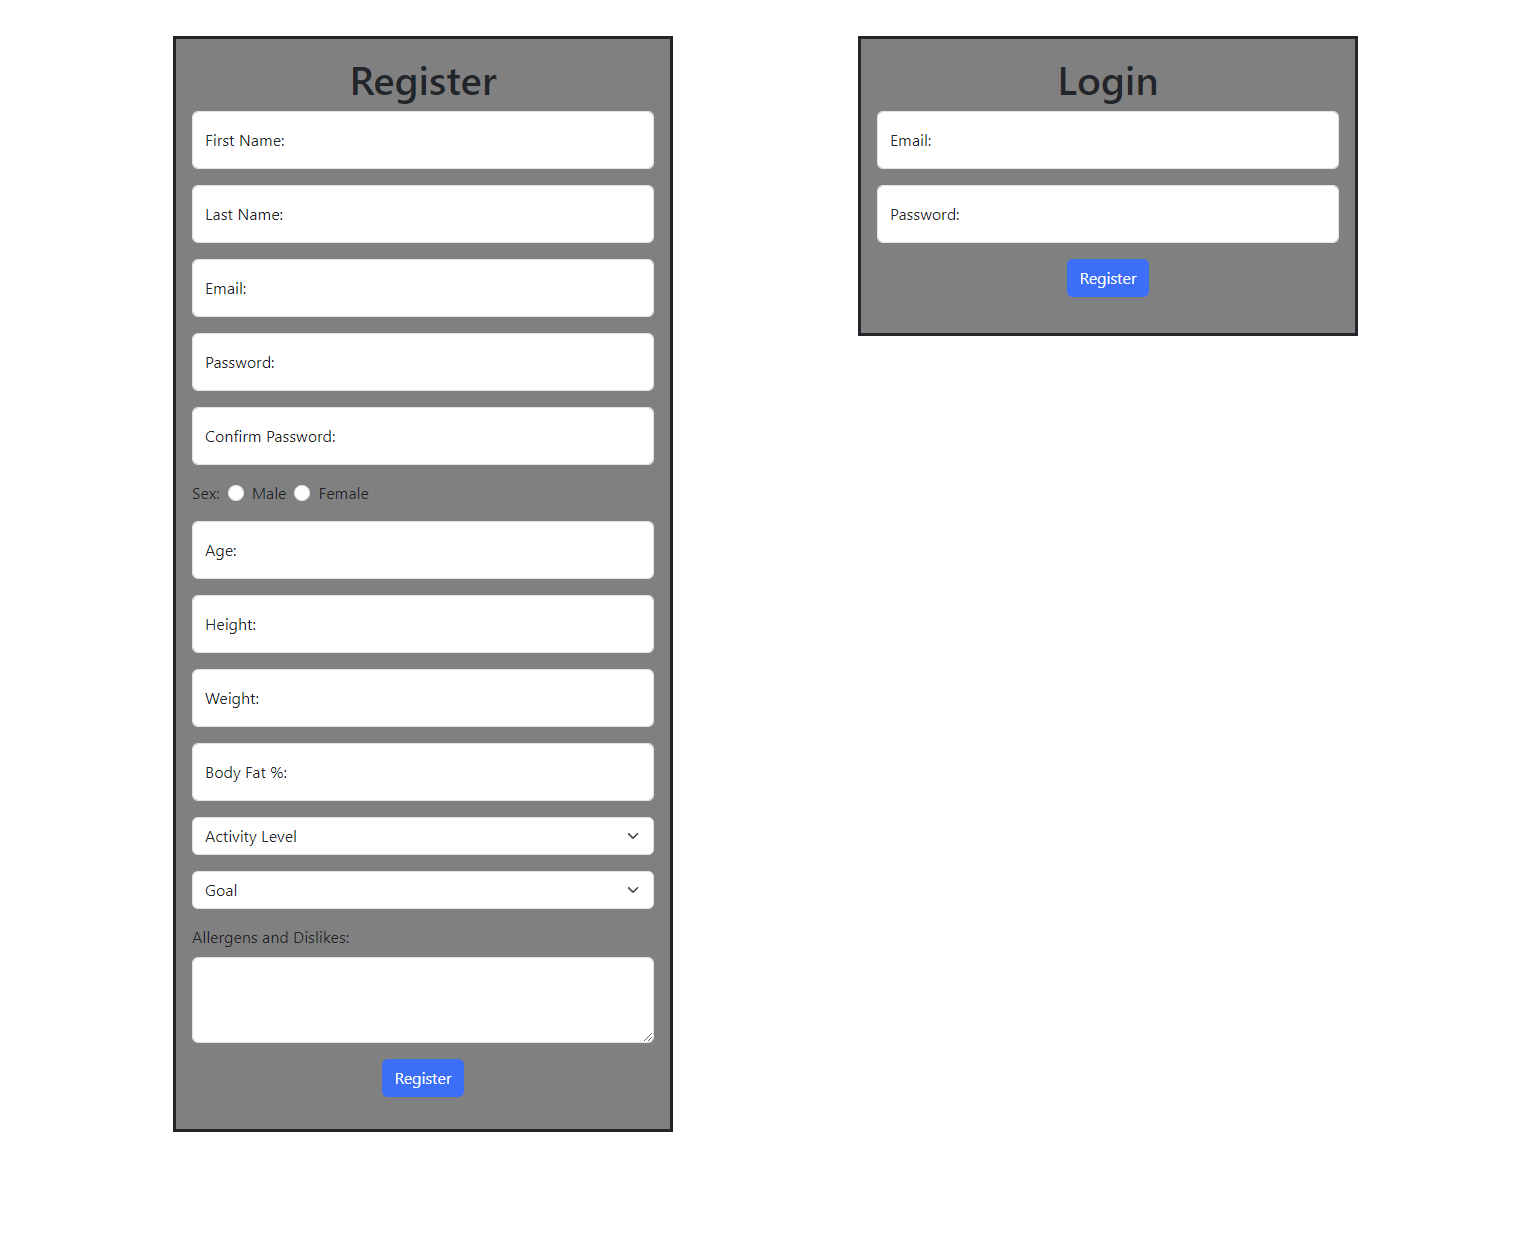 Register
First Name:
Last Name:
Email:
Password:
Confirm Password:
Sex: Male Female
Age:
Height:
Weight:
Body Fat %:
Activity Level
Goal
Allergens and Dislikes:
Register
Login
Email:
Password:
Register